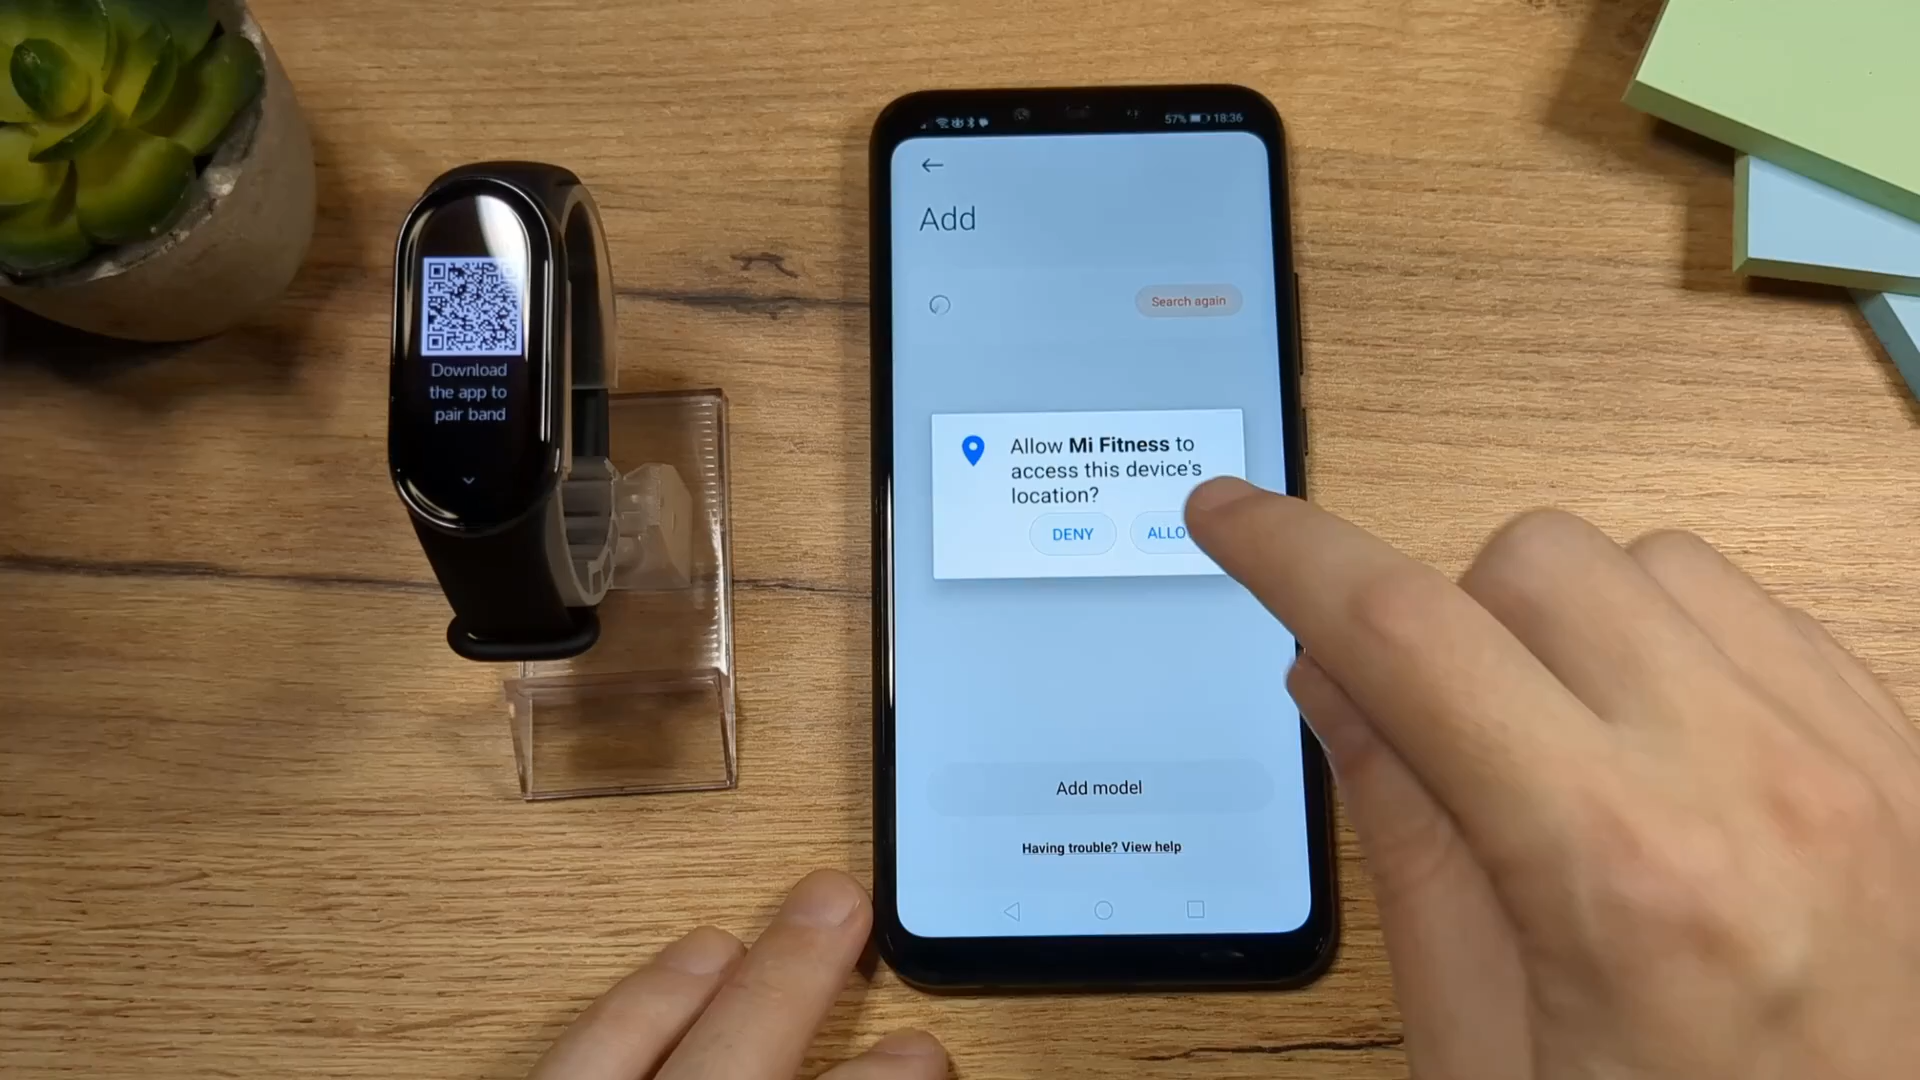 Download
the app to
pair band
57% 18:36
Add
Search again
Allow Mi Fitness to
access this device's
location?
DENY
ALLO
Add model
Having trouble? View help